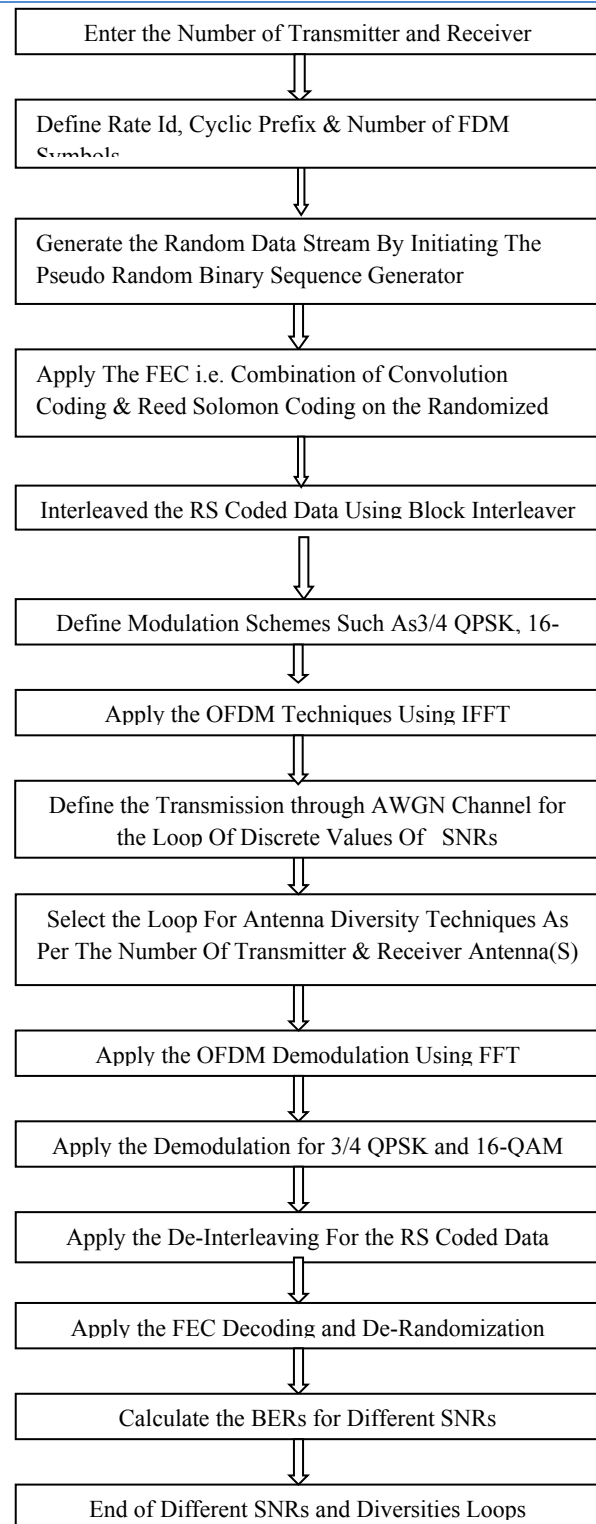 Enter the Number of Transmitter and Receiver
Define Rate Id, Cyclic Prefix & Number of FDM
Symbols
Generate the Random Data Stream By Initiating The
Pseudo Random Binary Sequence Generator
Apply The FEC i.e. Combination of Convolution
Coding & Reed Solomon Coding on the Randomized
Interleaved the RS Coded Data Using Block Interleaver
Define Modulation Schemes Such As3/4 QPSK, 16-
Apply the OFDM Techniques Using IFFT
Define the Transmission through AWGN Channel for
the Loop Of Discrete Values Of SNRs
Select the Loop For Antenna Diversity Techniques As
Per The Number Of Transmitter & Receiver Antenna(S)
Apply the OFDM Demodulation Using FFT
Apply the Demodulation for 3/4 QPSK and 16-QAM
Apply the De-Interleaving For the RS Coded Data
Apply the FEC Decoding and De-Randomization
Calculate the BERs for Different SNRs
End of Different SNRs and Diversities Loops